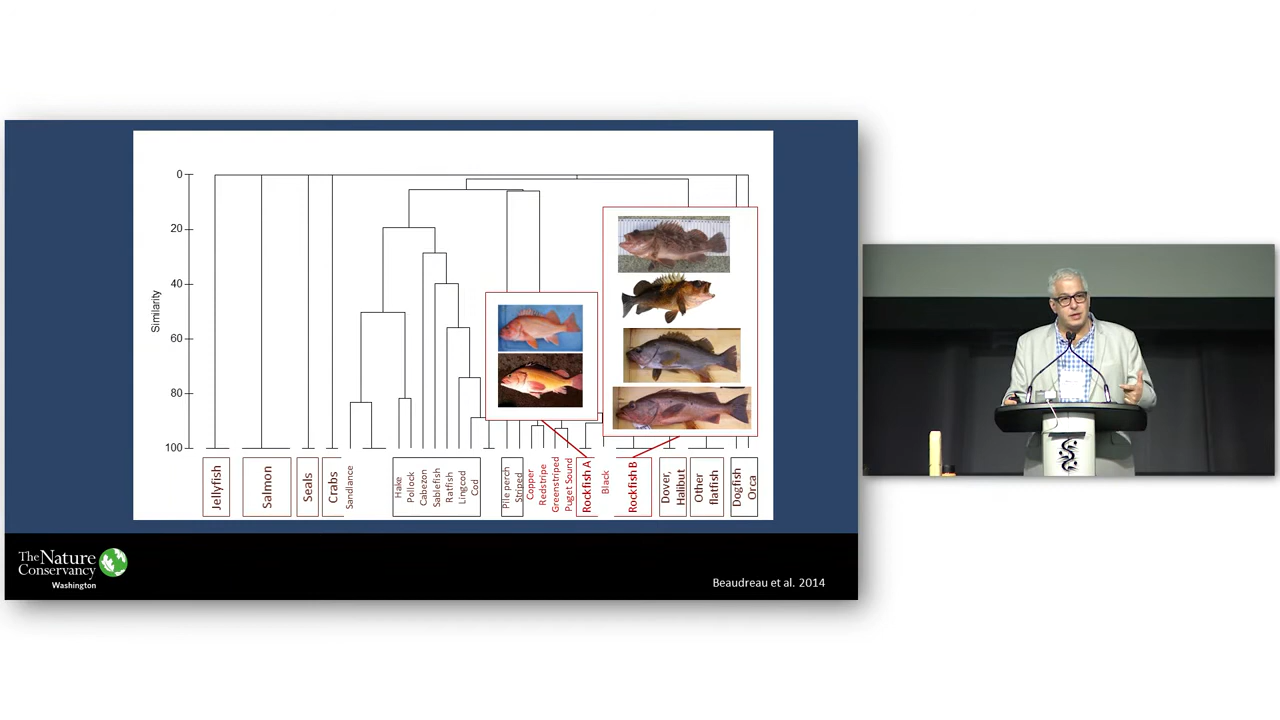 0
20
40
60
80
100
Similarity
Jellyfish
Salmon
Seals
Crabs
Sandlance
Hake
Pollock
Cabezon
Sablefish
Ratfish
Lingcod
Cod
Pile perch
Striped
Copper
Redstripe
Greenstriped
Puget Sound
Rockfish A
Black
Rockfish B
Dover,
Halibut
Other
flatfish
Dogfish
Orca
The Nature
Conservancy
Washington
Beaudreau et al. 2014